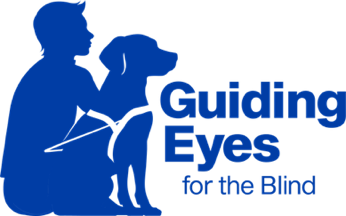 Guiding
Eyes
for the Blind